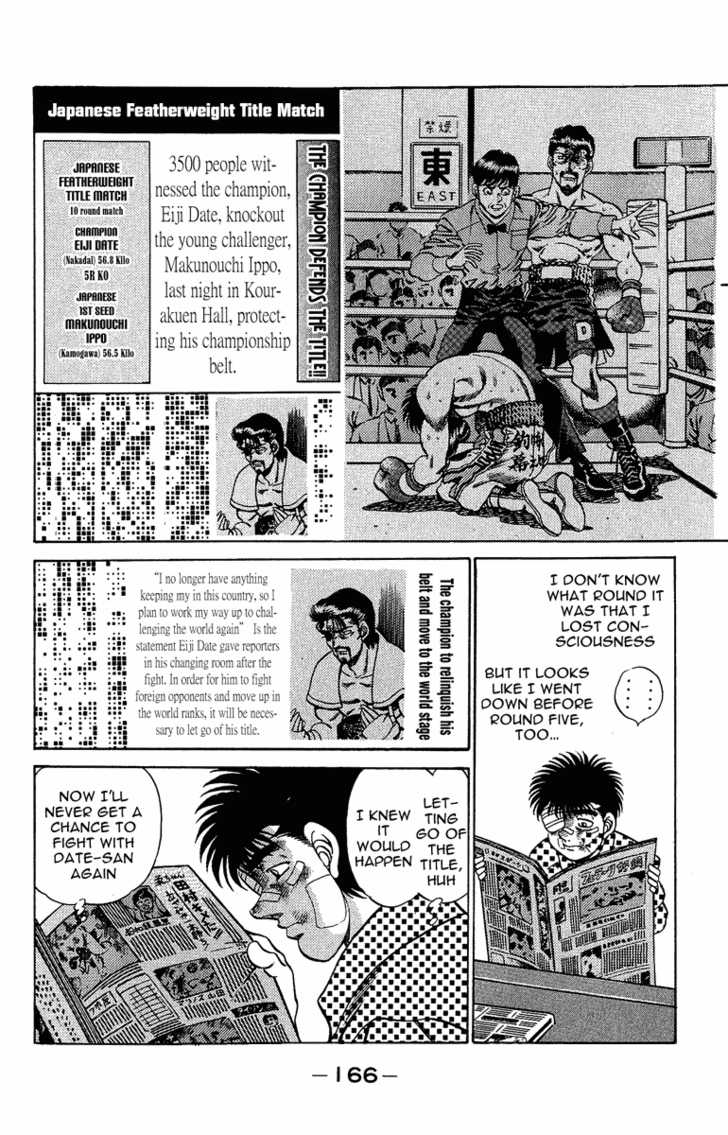 Japanese Featherweight Title Match
JAPANESE
FEATHERWEIGHT
TITLE MATCH
10 round match
CHAMPION
EIJI DATE
(Nakadai) 56.8 Kilo
5R KO
JAPANESE
1ST SEED
MAKUNOUCHI
IPPO
(Kamogawa) 56.5 Kilo
3500 people wit-
nessed the champion,
Eiji Date, knockout
the young challenger,
Makunouchi Ippo,
last night in Kour-
akuen Hall, protect-
ing his championship
belt.
THE CHAMPION DEFENDS THE TITLE!!
禁煙
東
EAST
D
"I no longer have anything
keeping my in this country, so I
plan to work my way up to chal-
lenging the world again" Is the
statement Eiji Date gave reporters
in his changing room after the
fight. In order for him to fight
foreign opponents and move up in
the world ranks, it will be neces-
sary to let go of his title.
The champion to relinquish his
belt and move to the world stage
I DON'T KNOW
WHAT ROUND IT
WAS THAT I
LOST CON-
SCIOUSNESS
BUT IT LOOKS
LIKE I WENT
DOWN BEFORE
ROUND FIVE,
TOO...
LET-
TING
GO OF
THE
TITLE,
HUH
I KNEW
IT
WOULD
HAPPEN
NOW I'LL
NEVER GET A
CHANCE TO
FIGHT WITH
DATE-SAN
AGAIN
–166–